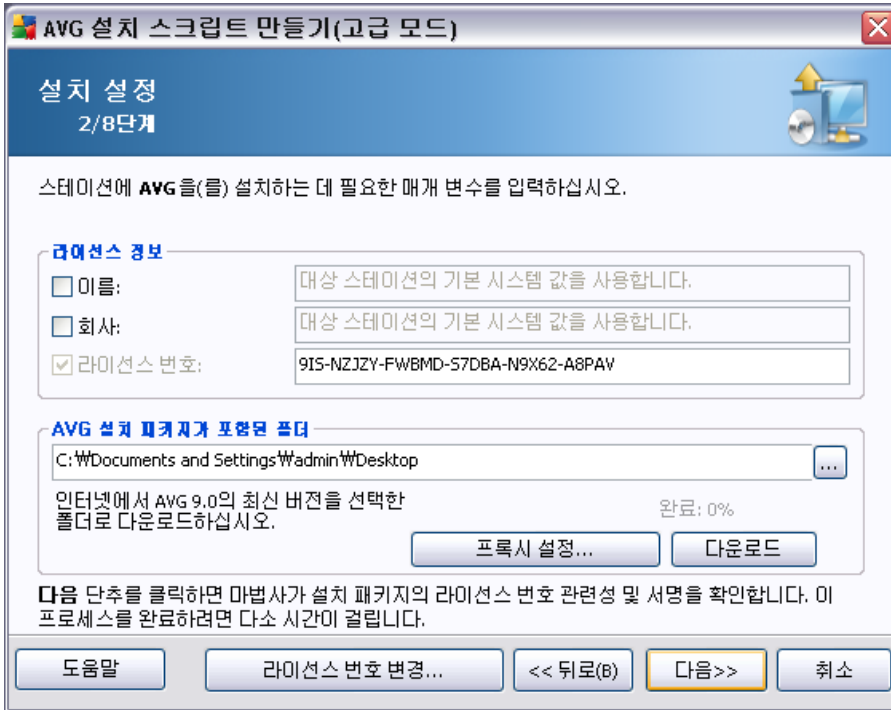 AVG 설치 스크립트 만들기(고급 모드)
설치 설정
2/8단계
스테이션에 AVG을(를) 설치하는 데 필요한 매개 변수를 입력하십시오.
라이선스 정보
이름:
대상 스테이션의 기본 시스템 값을 사용합니다.
회사:
대상 스테이션의 기본 시스템 값을 사용합니다.
라이선스 번호:
9IS-NZJZY-FWBMD-S7DBA-N9X62-A8PAV
AVG 설치 패키지가 포함된 폴더
C:₩Documents and Settings₩admin₩Desktop
...
인터넷에서 AVG 9.0의 최신 버전을 선택한
폴더로 다운로드하십시오.
완료: 0%
프록시 설정...
다운로드
다음 단추를 클릭하면 마법사가 설치 패키지의 라이선스 번호 관련성 및 서명을 확인합니다. 이
프로세스를 완료하려면 다소 시간이 걸립니다.
도움말
라이선스 번호 변경...
<< 뒤로(B)
다음>>
취소